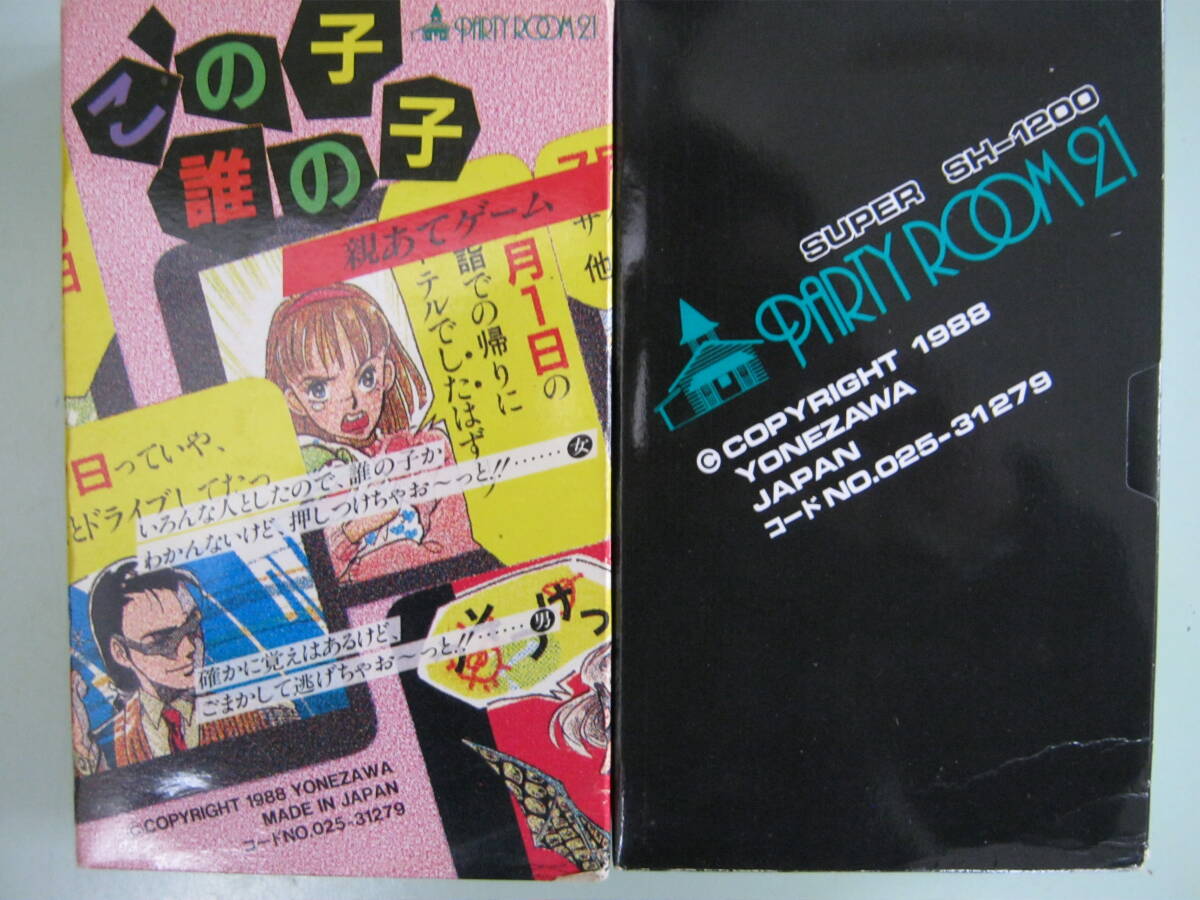 この子
誰の子
PARTY ROOM 21
親あてゲーム
月1日の
詣での帰りに
テルでしたはず
他
日っていや、
とドライブしてたっ
いろんな人としたので、誰の子か
わかんないけど、押しつけちゃお〜っと!!……女
確かに覚えはあるけど、
ごまかして逃げちゃお〜っと!!……男
©COPYRIGHT 1988 YONEZAWA
MADE IN JAPAN
コードNO.025-31279
SUPER SH-1200
PARTY ROOM 21
©COPYRIGHT 1988
YONEZAWA
JAPAN
コードNO.025-31279